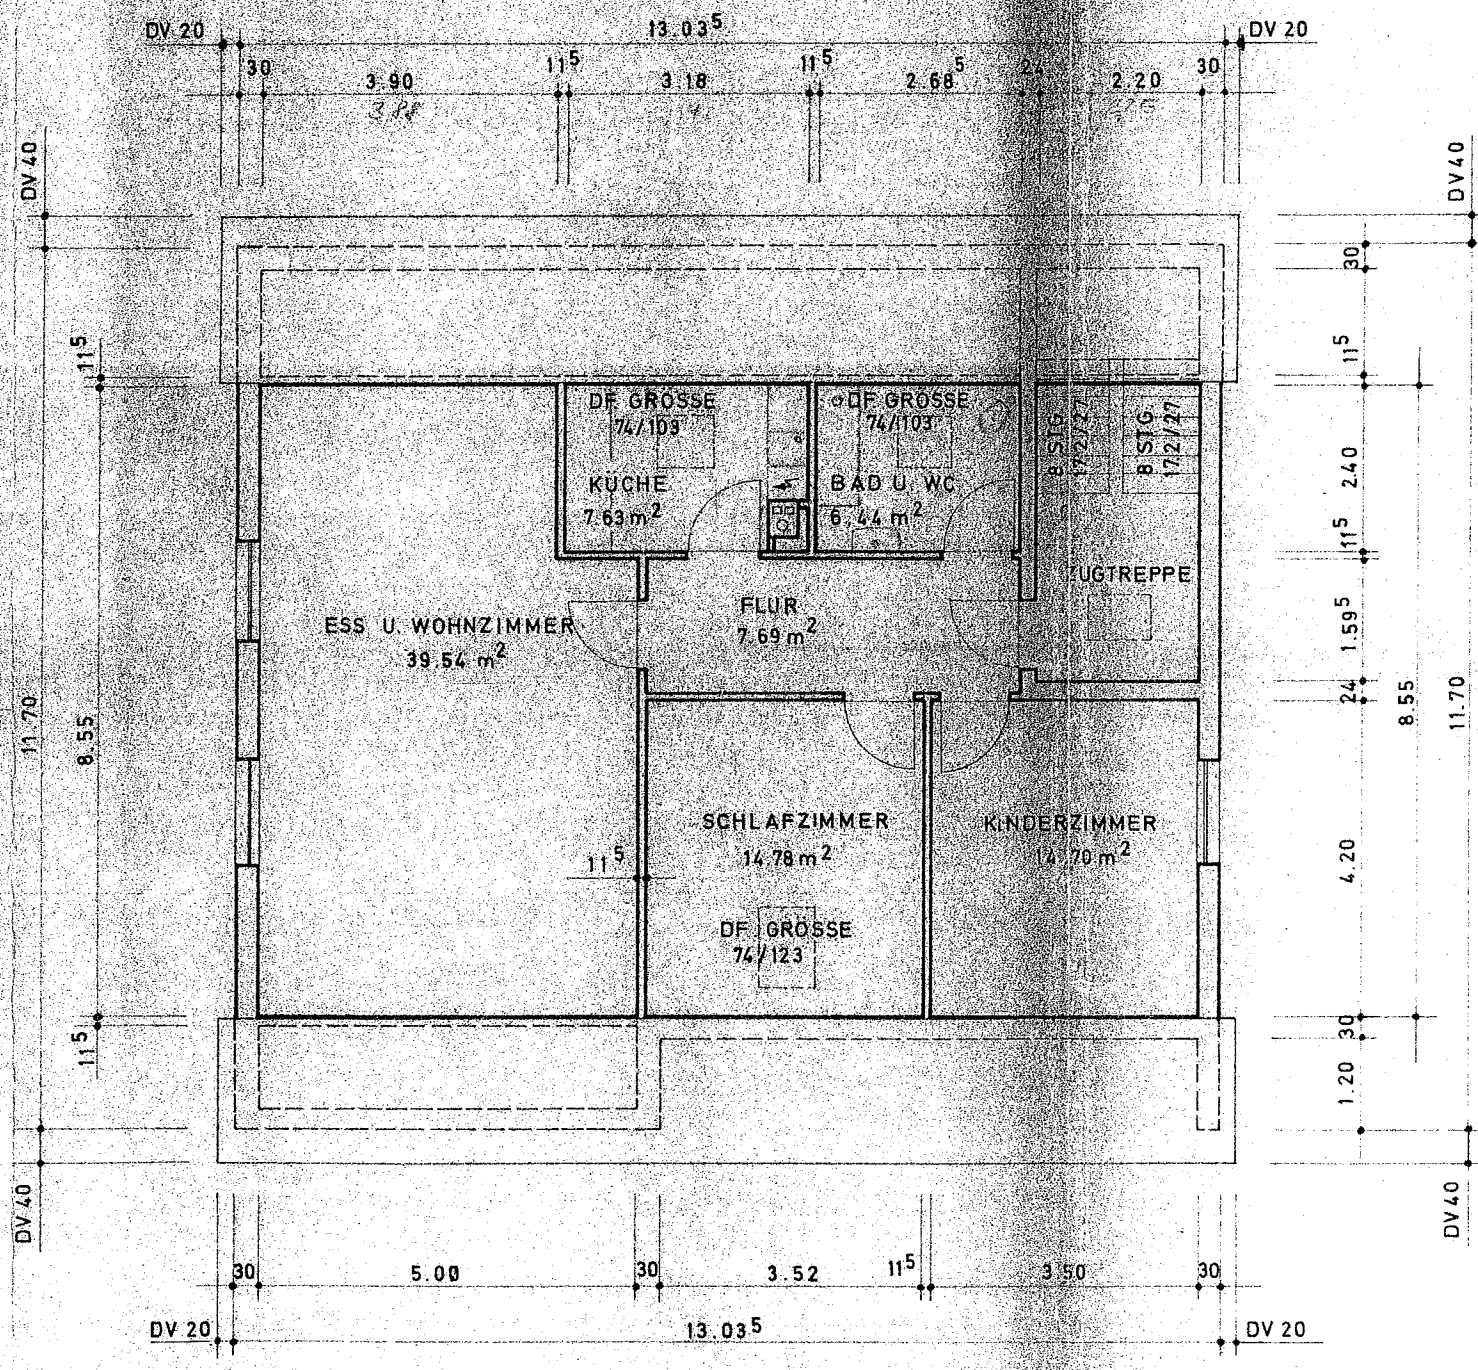 DV 20
13.03⁵
DV 20
30
3.90
11⁵
3.18
11⁵
2.68⁵
24
2.20
30
DV 40
DV 40
30
11⁵
11⁵
DF GRÖSSE
74/103
DF GRÖSSE
74/103
8 STG
17.2/27
8 STG
17.2/27
2.40
KÜCHE
7.63 m²
BAD U. WC
6.44 m²
11⁵
ZUGTREPPE
FLUR
7.69 m²
1.59⁵
ESS U. WOHNZIMMER
39.54 m²
24
11.70
8.55
8.55
11.70
SCHLAFZIMMER
14.78 m²
KINDERZIMMER
14.70 m²
4.20
11⁵
DF GRÖSSE
74/123
11⁵
30
1.20
DV 40
DV 40
30
5.00
30
3.52
11⁵
3.50
30
DV 20
13.03⁵
DV 20